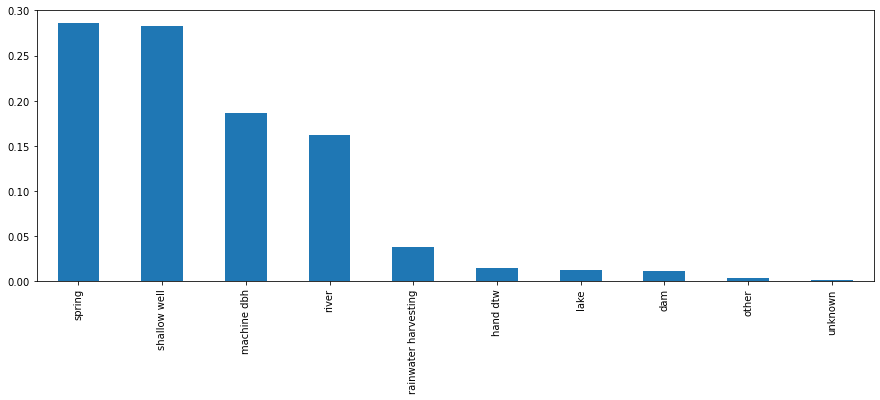 0.30
0.25
0.20
0.15
0.10
0.05
0.00
spring
shallow well
machine dbh
river
rainwater harvesting
hand dtw
lake
dam
other
unknown